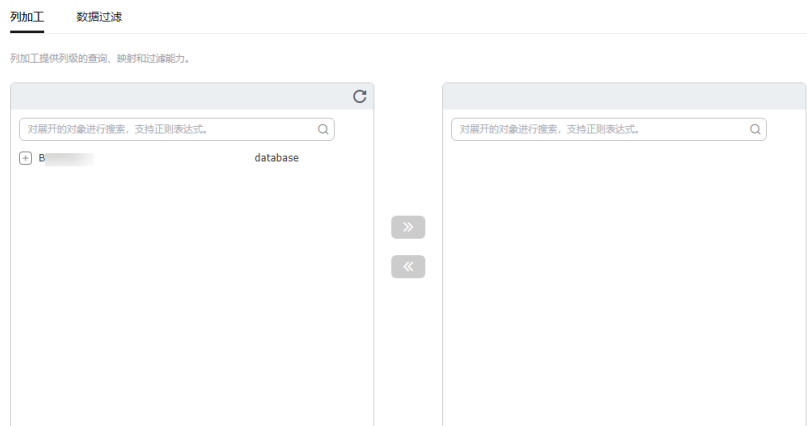 列加工 数据过滤
列加工提供列级的查询、映射和过滤能力。
对展开的对象进行搜索，支持正则表达式。 对展开的对象进行搜索，支持正则表达式。
B database